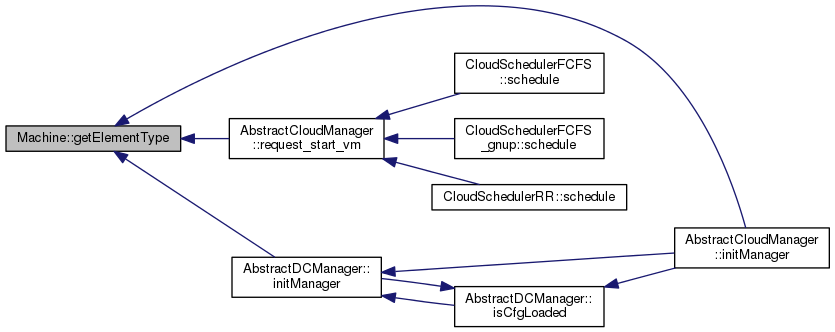 Machine::getElementType
AbstractCloudManager
::request_start_vm
CloudSchedulerFCFS
::schedule
CloudSchedulerFCFS
_gnup::schedule
CloudSchedulerRR::schedule
AbstractDCManager::
initManager
AbstractDCManager::
isCfgLoaded
AbstractCloudManager
::initManager